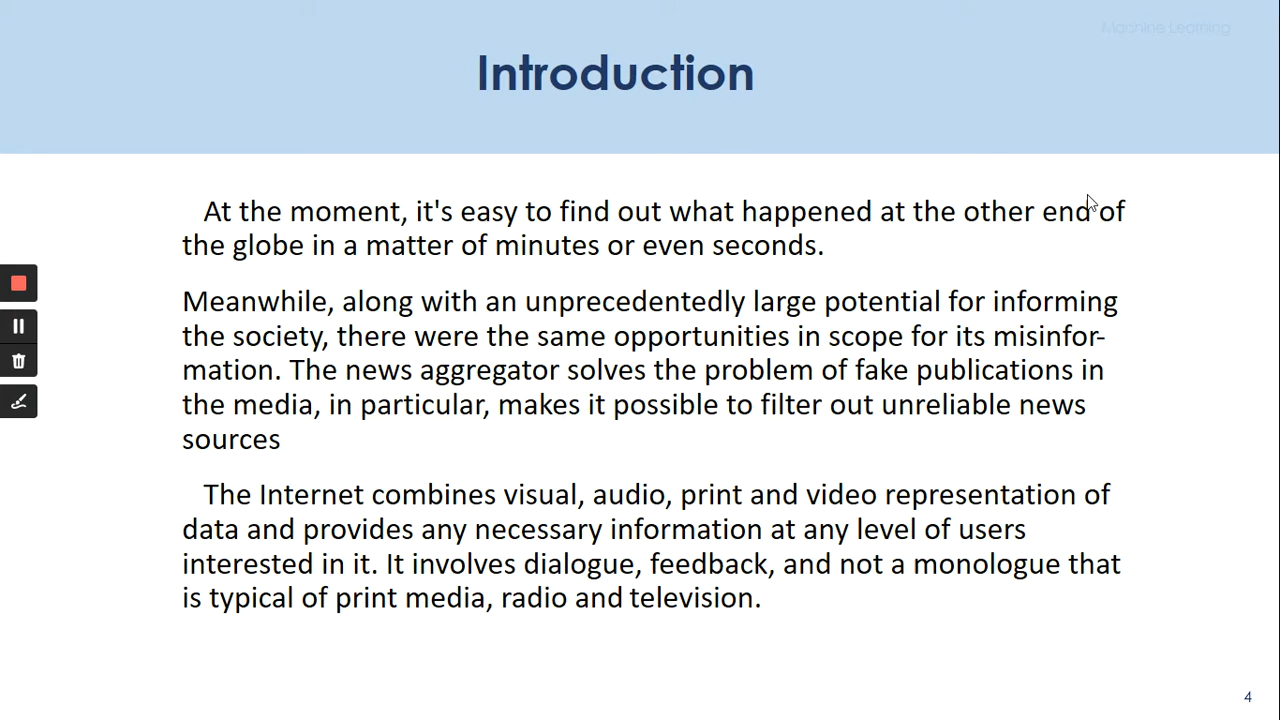 Machine Learning
Introduction
At the moment, it's easy to find out what happened at the other end of
the globe in a matter of minutes or even seconds.
Meanwhile, along with an unprecedentedly large potential for informing
the society, there were the same opportunities in scope for its misinfor-
mation. The news aggregator solves the problem of fake publications in
the media, in particular, makes it possible to filter out unreliable news
sources
The Internet combines visual, audio, print and video representation of
data and provides any necessary information at any level of users
interested in it. It involves dialogue, feedback, and not a monologue that
is typical of print media, radio and television.
4